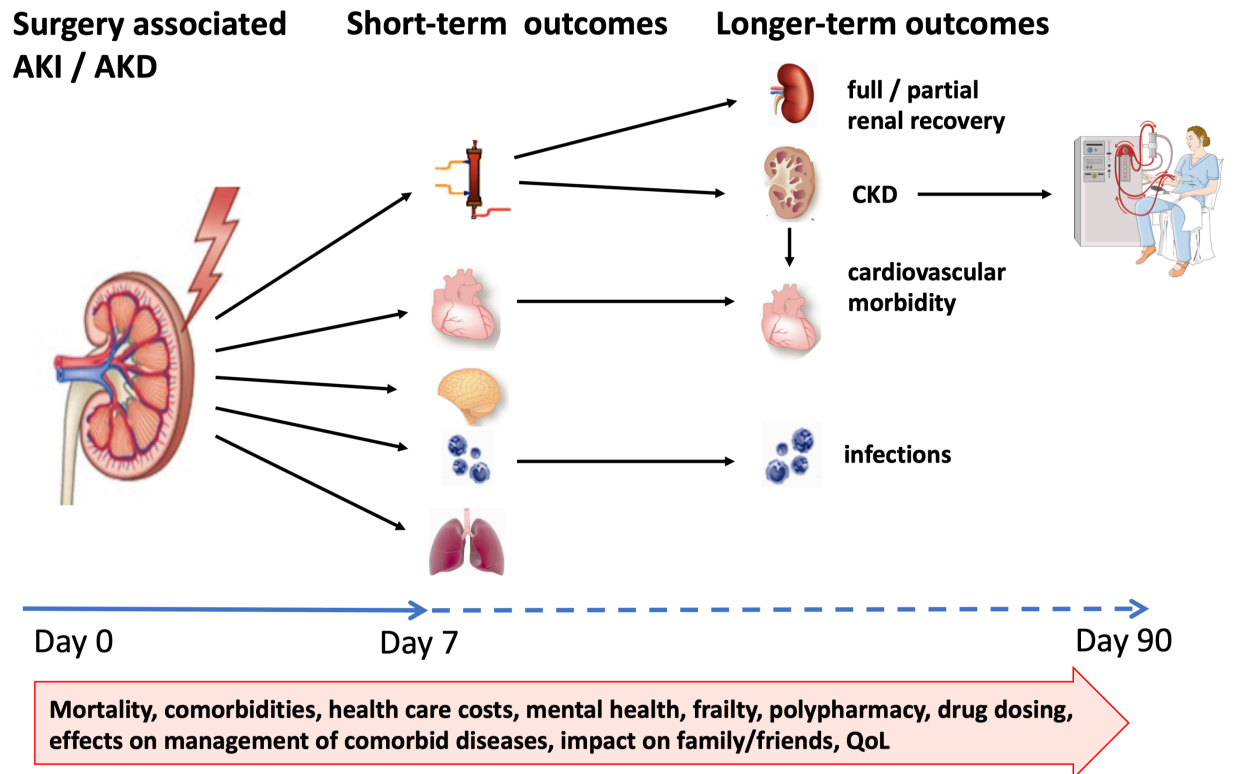 Surgery associated
AKI / AKD
Short-term outcomes
Longer-term outcomes
full / partial
renal recovery
CKD
cardiovascular
morbidity
infections
Day 0
Day 7
Day 90
Mortality, comorbidities, health care costs, mental health, frailty, polypharmacy, drug dosing,
effects on management of comorbid diseases, impact on family/friends, QoL